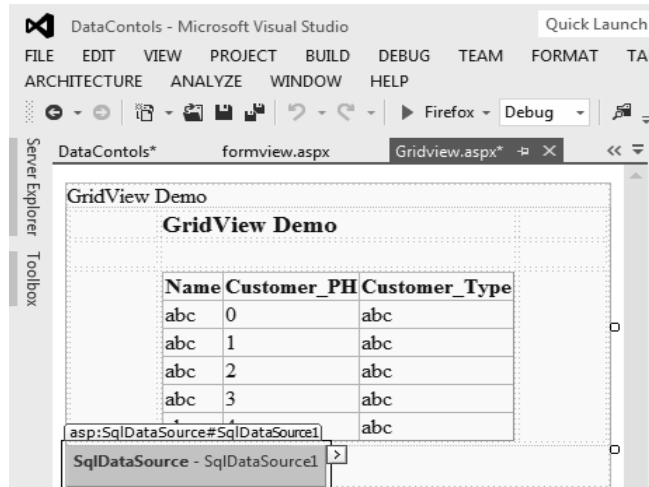 DataContols - Microsoft Visual Studio
Quick Launch
FILE EDIT VIEW PROJECT BUILD DEBUG TEAM FORMAT TA
ARCHITECTURE ANALYZE WINDOW HELP
Firefox Debug
Server Explorer
Toolbox
DataContols* formview.aspx Gridview.aspx*
GridView Demo
GridView Demo
Name Customer_PH Customer_Type
abc 0 abc
abc 1 abc
abc 2 abc
abc 3 abc
abc
asp:SqlDataSource#SqlDataSource1
SqlDataSource - SqlDataSource1